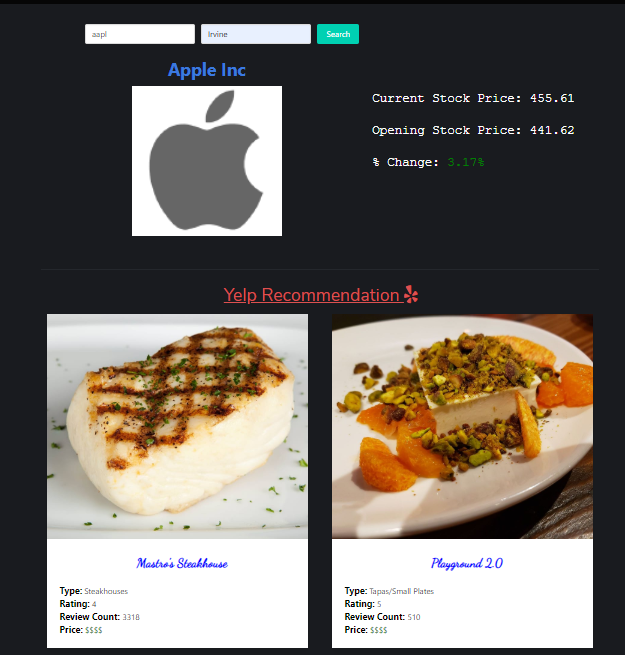 aapl Irvine Search
Apple Inc
Current Stock Price: 455.61
Opening Stock Price: 441.62
% Change: 3.17%
Yelp Recommendation
Mastro's Steakhouse
Type: Steakhouses
Rating: 4
Review Count: 3318
Price: $$$$
Playground 2.0
Type: Tapas/Small Plates
Rating: 5
Review Count: 510
Price: $$$$